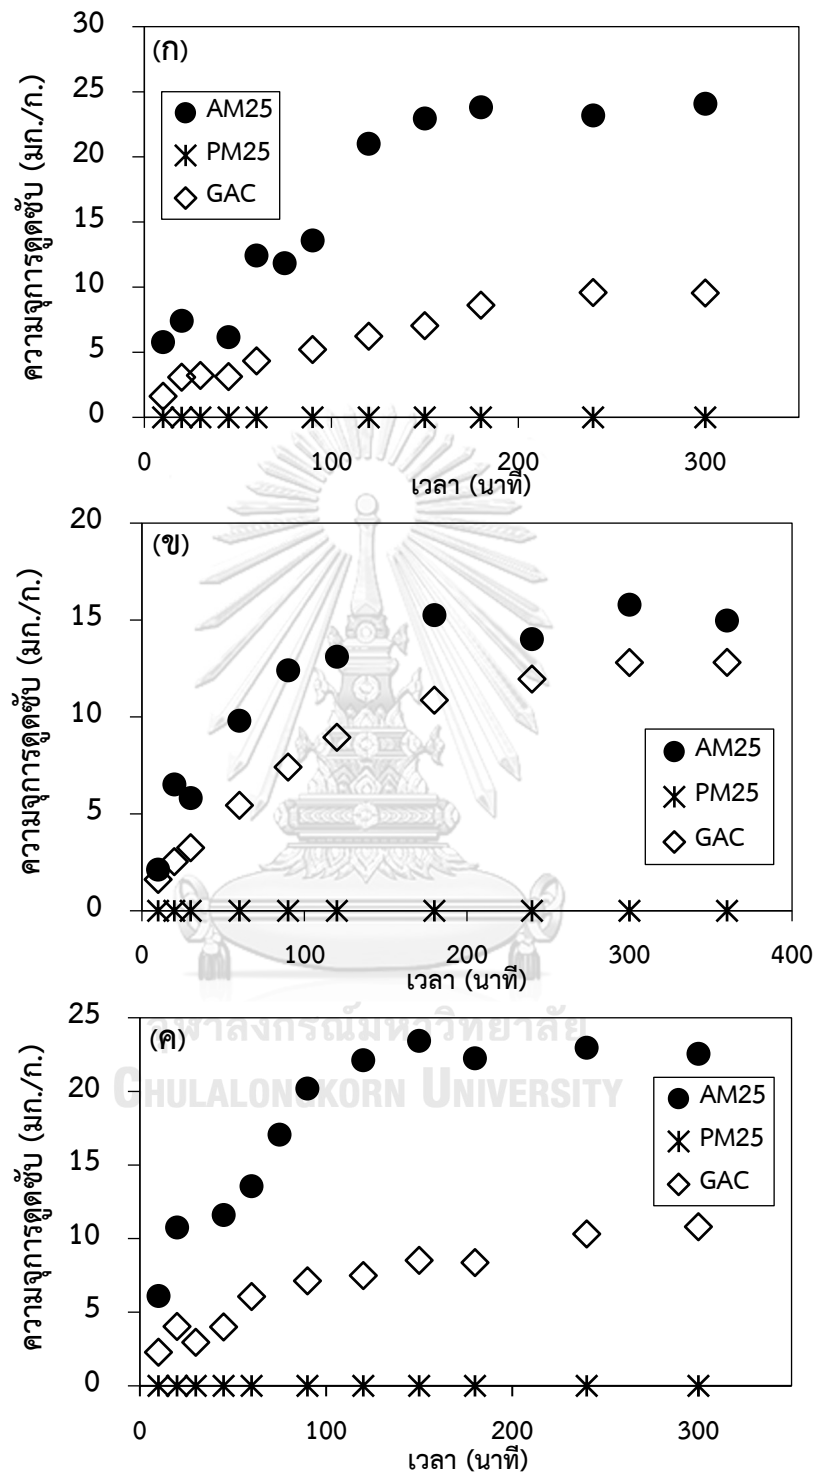 (ก)
ความจุการดูดซับ (มก./ก.)
30
25
20
15
10
5
0
AM25
PM25
GAC
0 100 200 300
เวลา (นาที)
(ข)
ความจุการดูดซับ (มก./ก.)
20
15
10
5
0
AM25
PM25
GAC
0 100 200 300 400
เวลา (นาที)
จุฬาลงกรณ์มหาวิทยาลัย
CHULALONGKORN UNIVERSITY
(ค)
ความจุการดูดซับ (มก./ก.)
25
20
15
10
5
0
AM25
PM25
GAC
0 100 200 300
เวลา (นาที)